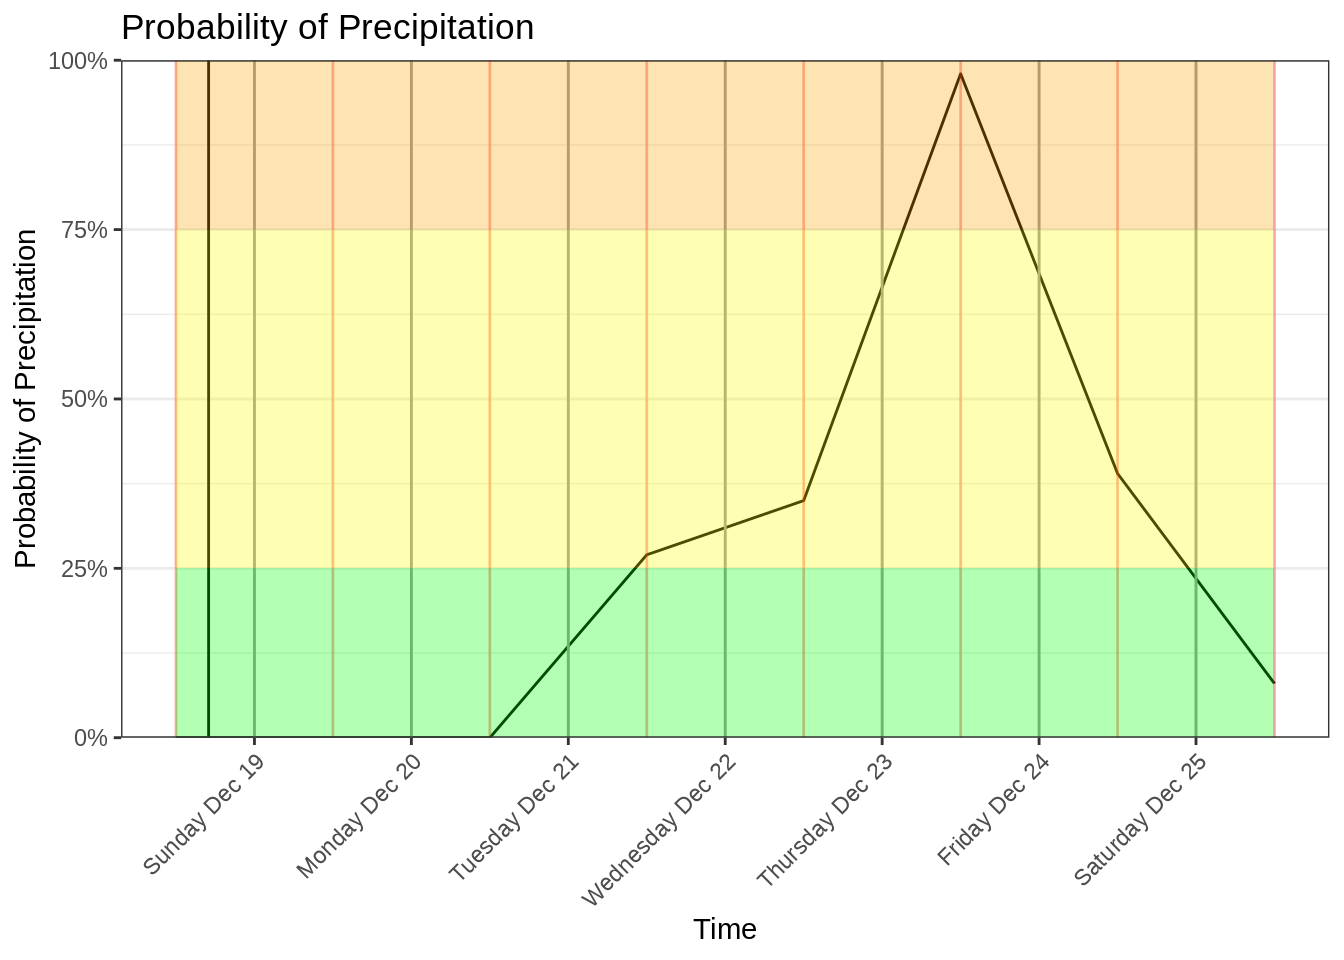 Probability of Precipitation
100%
75%
50%
25%
0%
Probability of Precipitation
Sunday Dec 19
Monday Dec 20
Tuesday Dec 21
Wednesday Dec 22
Thursday Dec 23
Friday Dec 24
Saturday Dec 25
Time